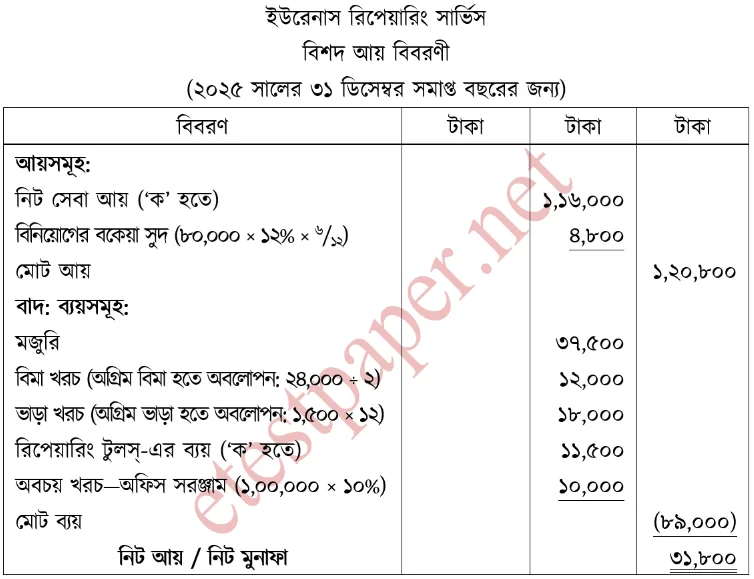 ইউরেনাস রিপেয়ারিং সার্ভিস
বিশদ আয় বিবরণী
(২০২৫ সালের ৩১ ডিসেম্বর সমাপ্ত বছরের জন্য)
বিবরণ টাকা টাকা টাকা
আয়সমূহ:
নিট সেবা আয় (‘ক’ হতে) ১,১৬,০০০
বিনিয়োগের বকেয়া সুদ (৮০,০০০ × ১২% × ৬/১২) ৪,৮০০
মোট আয় ১,২০,৮০০
বাদ: ব্যয়সমূহ:
মজুরি ৩৭,৫০০
বিমা খরচ (অগ্রিম বিমা হতে অবলোপন: ২৪,০০০ ÷ ২) ১২,০০০
ভাড়া খরচ (অগ্রিম ভাড়া হতে অবলোপন: ১,৫০০ × ১২) ১৮,০০০
রিপেয়ারিং টুলস্-এর ব্যয় (‘ক’ হতে) ১১,৫০০
অবচয় খরচ—অফিস সরঞ্জাম (১,০০,০০০ × ১০%) ১০,০০০
মোট ব্যয় (৮৯,০০০)
নিট আয় / নিট মুনাফা ৩১,৮০০
etestpaper.net